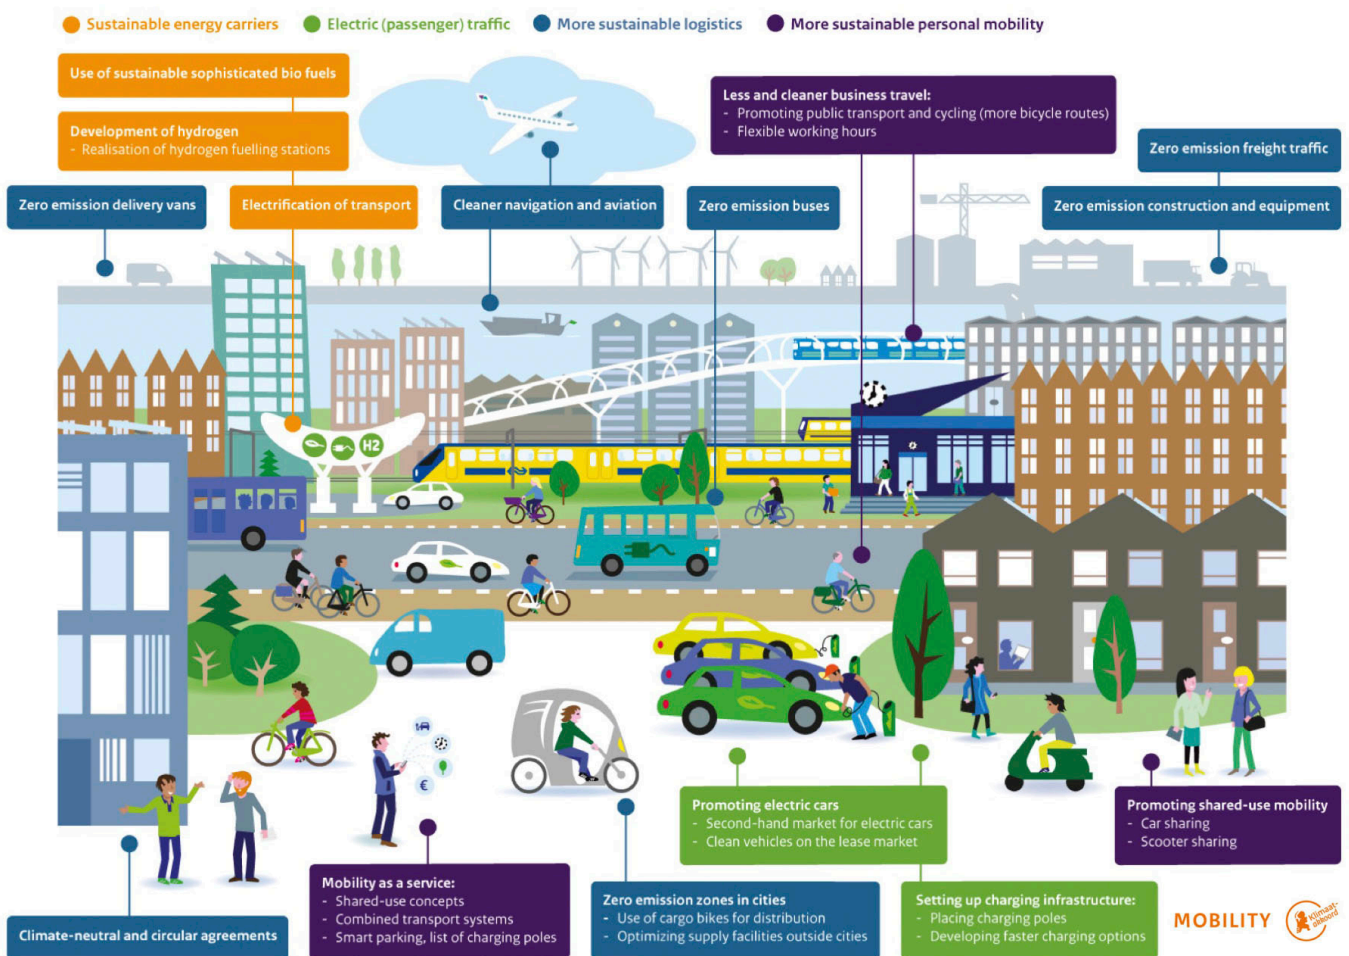 Sustainable energy carriers
Electric (passenger) traffic
More sustainable logistics
More sustainable personal mobility
Use of sustainable sophisticated bio fuels
Development of hydrogen
- Realisation of hydrogen fuelling stations
Less and cleaner business travel:
- Promoting public transport and cycling (more bicycle routes)
- Flexible working hours
Zero emission freight traffic
Zero emission delivery vans
Electrification of transport
Cleaner navigation and aviation
Zero emission buses
Zero emission construction and equipment
H2
€
Promoting electric cars
- Second-hand market for electric cars
- Clean vehicles on the lease market
Promoting shared-use mobility
- Car sharing
- Scooter sharing
Mobility as a service:
- Shared-use concepts
- Combined transport systems
- Smart parking, list of charging poles
Zero emission zones in cities
- Use of cargo bikes for distribution
- Optimizing supply facilities outside cities
Setting up charging infrastructure:
- Placing charging poles
- Developing faster charging options
Climate-neutral and circular agreements
MOBILITY
Klimaat-
akkoord